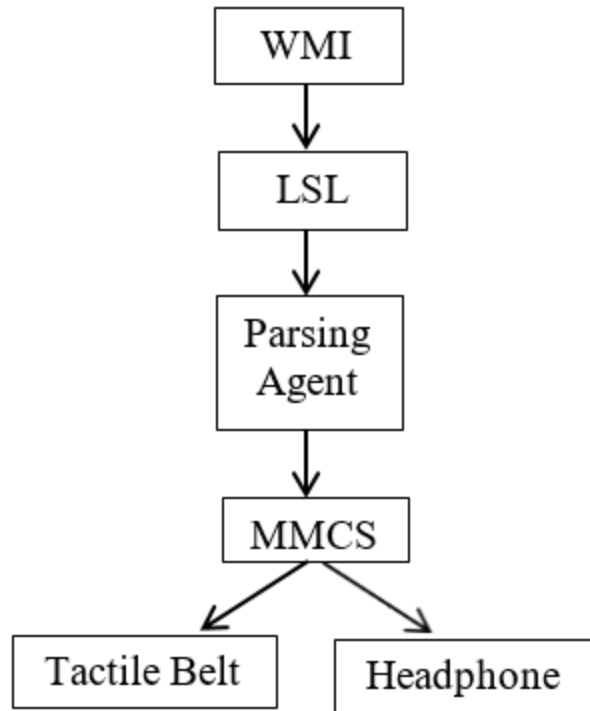 WMI
LSL
Parsing
Agent
MMCS
Tactile Belt
Headphone